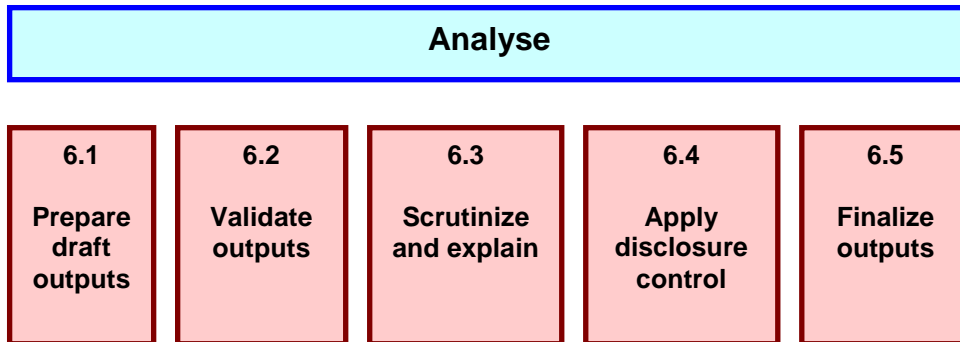 Analyse
6.1
Prepare
draft
outputs
6.2
Validate
outputs
6.3
Scrutinize
and explain
6.4
Apply
disclosure
control
6.5
Finalize
outputs